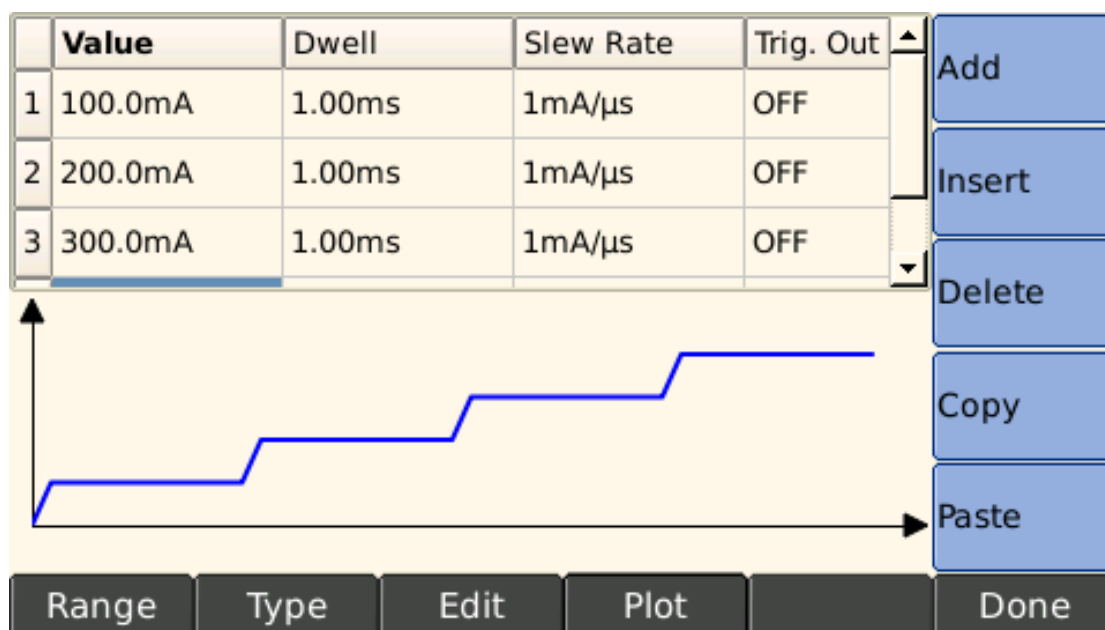 Value Dwell Slew Rate Trig. Out
1 100.0mA 1.00ms 1mA/µs OFF
2 200.0mA 1.00ms 1mA/µs OFF
3 300.0mA 1.00ms 1mA/µs OFF
Add
Insert
Delete
Copy
Paste
Range Type Edit Plot Done